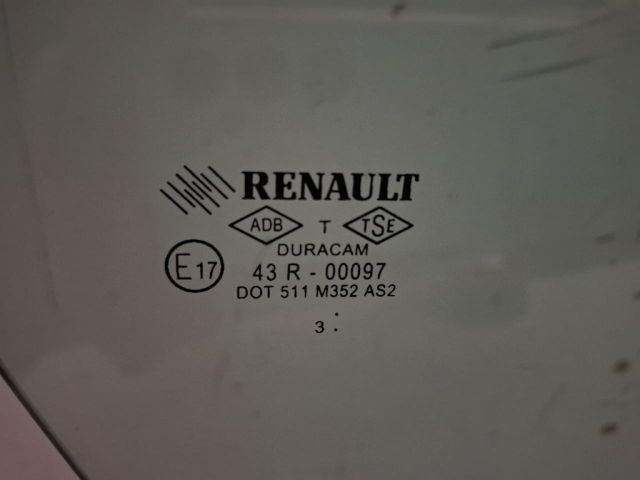 RENAULT
ADB T TSE
DURACAM
E17 43 R - 00097
DOT 511 M352 AS2
3 :